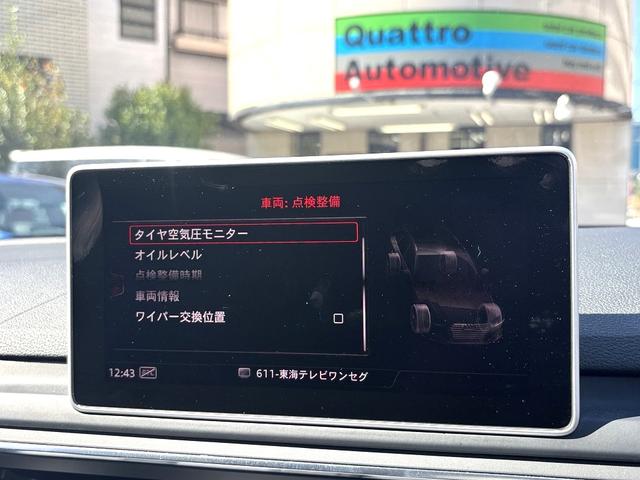 Quattro
Automotive
車両: 点検整備
タイヤ空気圧モニター
オイルレベル
点検整備時期
車両情報
ワイパー交換位置
12:43
611-東海テレビワンセグ